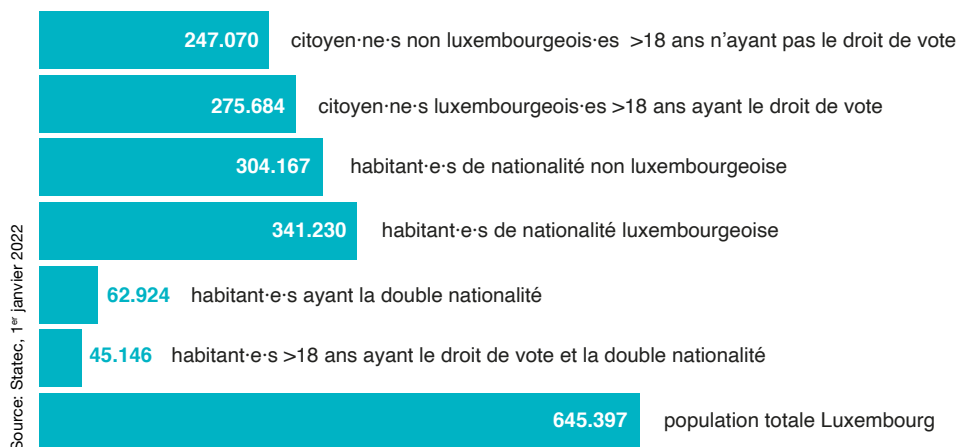 247.070 citoyen·ne·s non luxembourgeois·es >18 ans n’ayant pas le droit de vote
275.684 citoyen·ne·s luxembourgeois·es >18 ans ayant le droit de vote
304.167 habitant·e·s de nationalité non luxembourgeoise
341.230 habitant·e·s de nationalité luxembourgeoise
62.924 habitant·e·s ayant la double nationalité
45.146 habitant·e·s >18 ans ayant le droit de vote et la double nationalité
645.397 population totale Luxembourg
Source: Statec, 1er janvier 2022